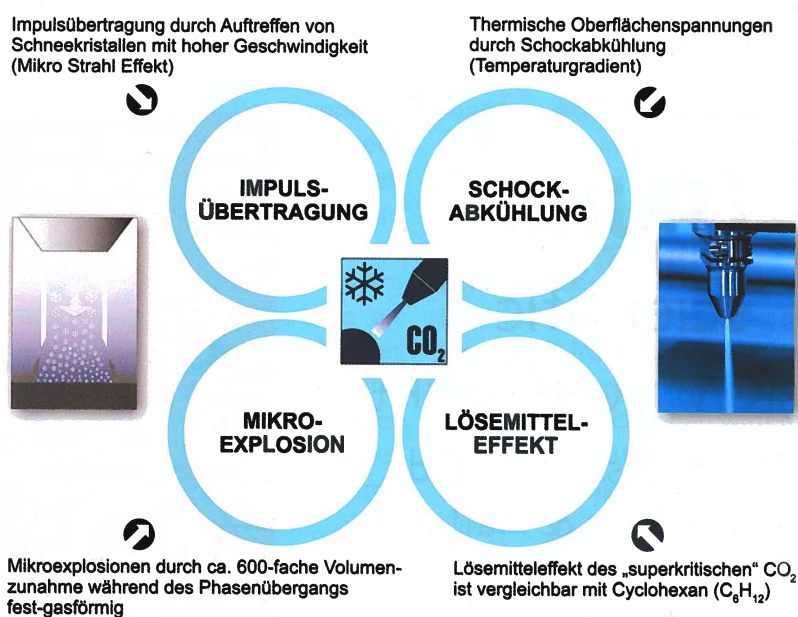 Impulsübertragung durch Auftreffen von
Schneekristallen mit hoher Geschwindigkeit
(Mikro Strahl Effekt)
Thermische Oberflächenspannungen
durch Schockabkühlung
(Temperaturgradient)
IMPULS-
ÜBERTRAGUNG
SCHOCK-
ABKÜHLUNG
CO₂
MIKRO-
EXPLOSION
LÖSEMITTEL-
EFFEKT
Mikroexplosionen durch ca. 600-fache Volumen-
zunahme während des Phasenübergangs
fest-gasförmig
Lösemitteleffekt des „superkritischen“ CO₂
ist vergleichbar mit Cyclohexan (C₆H₁₂)